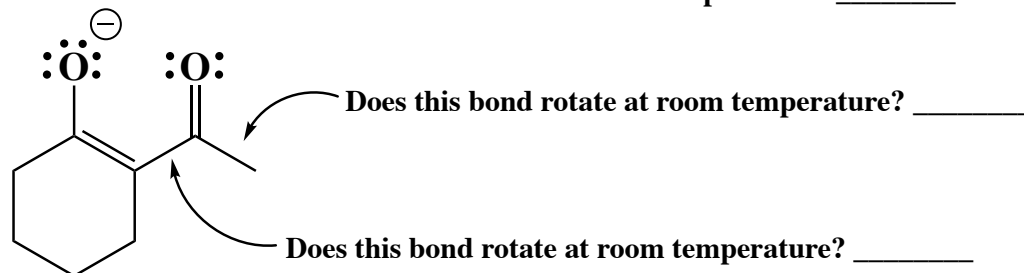 :Ö: :O:
Does this bond rotate at room temperature? ________
Does this bond rotate at room temperature? ________